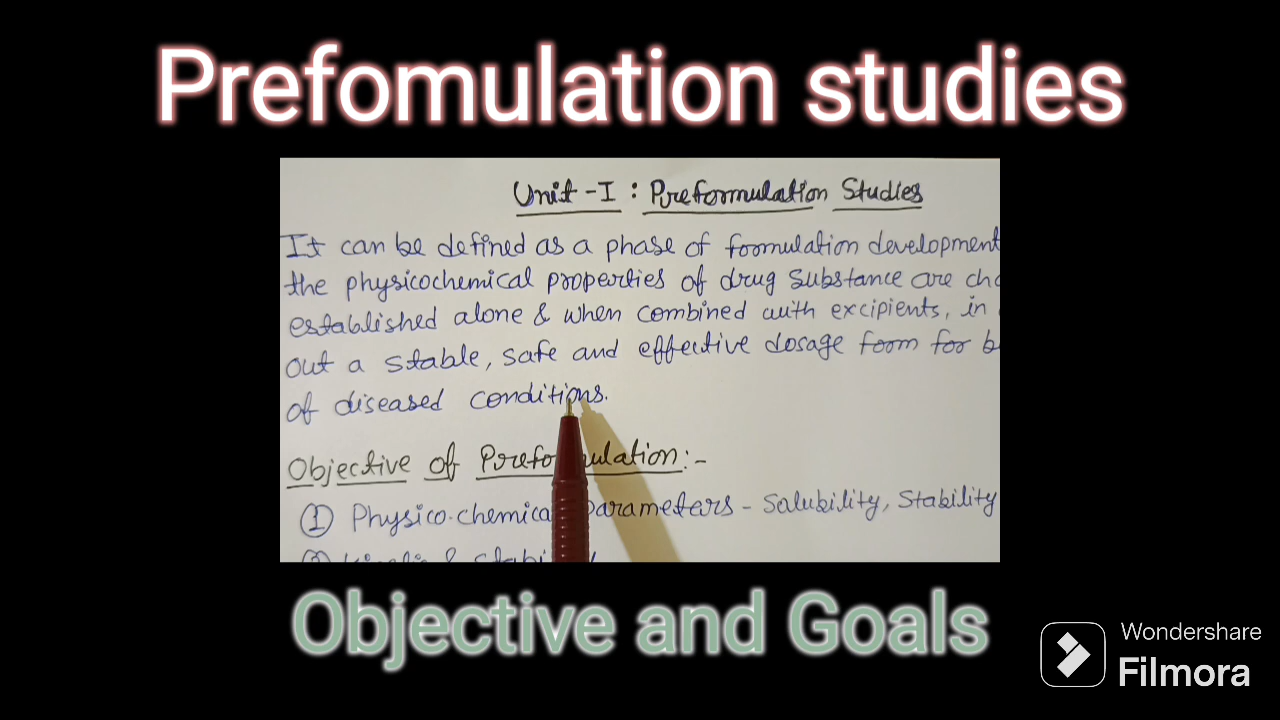 Prefomulation studies
Unit-I : Preformulation Studies
It can be defined as a phase of formulation development
the physicochemical properties of drug substance are
established alone & when combined with excipients, in
out a stable, safe and effective dosage form for
of diseased conditions.
Objective of Preformulation:-
① Physico-chemical Parameters - Solubility, Stability
Objective and Goals
Wondershare
Filmora